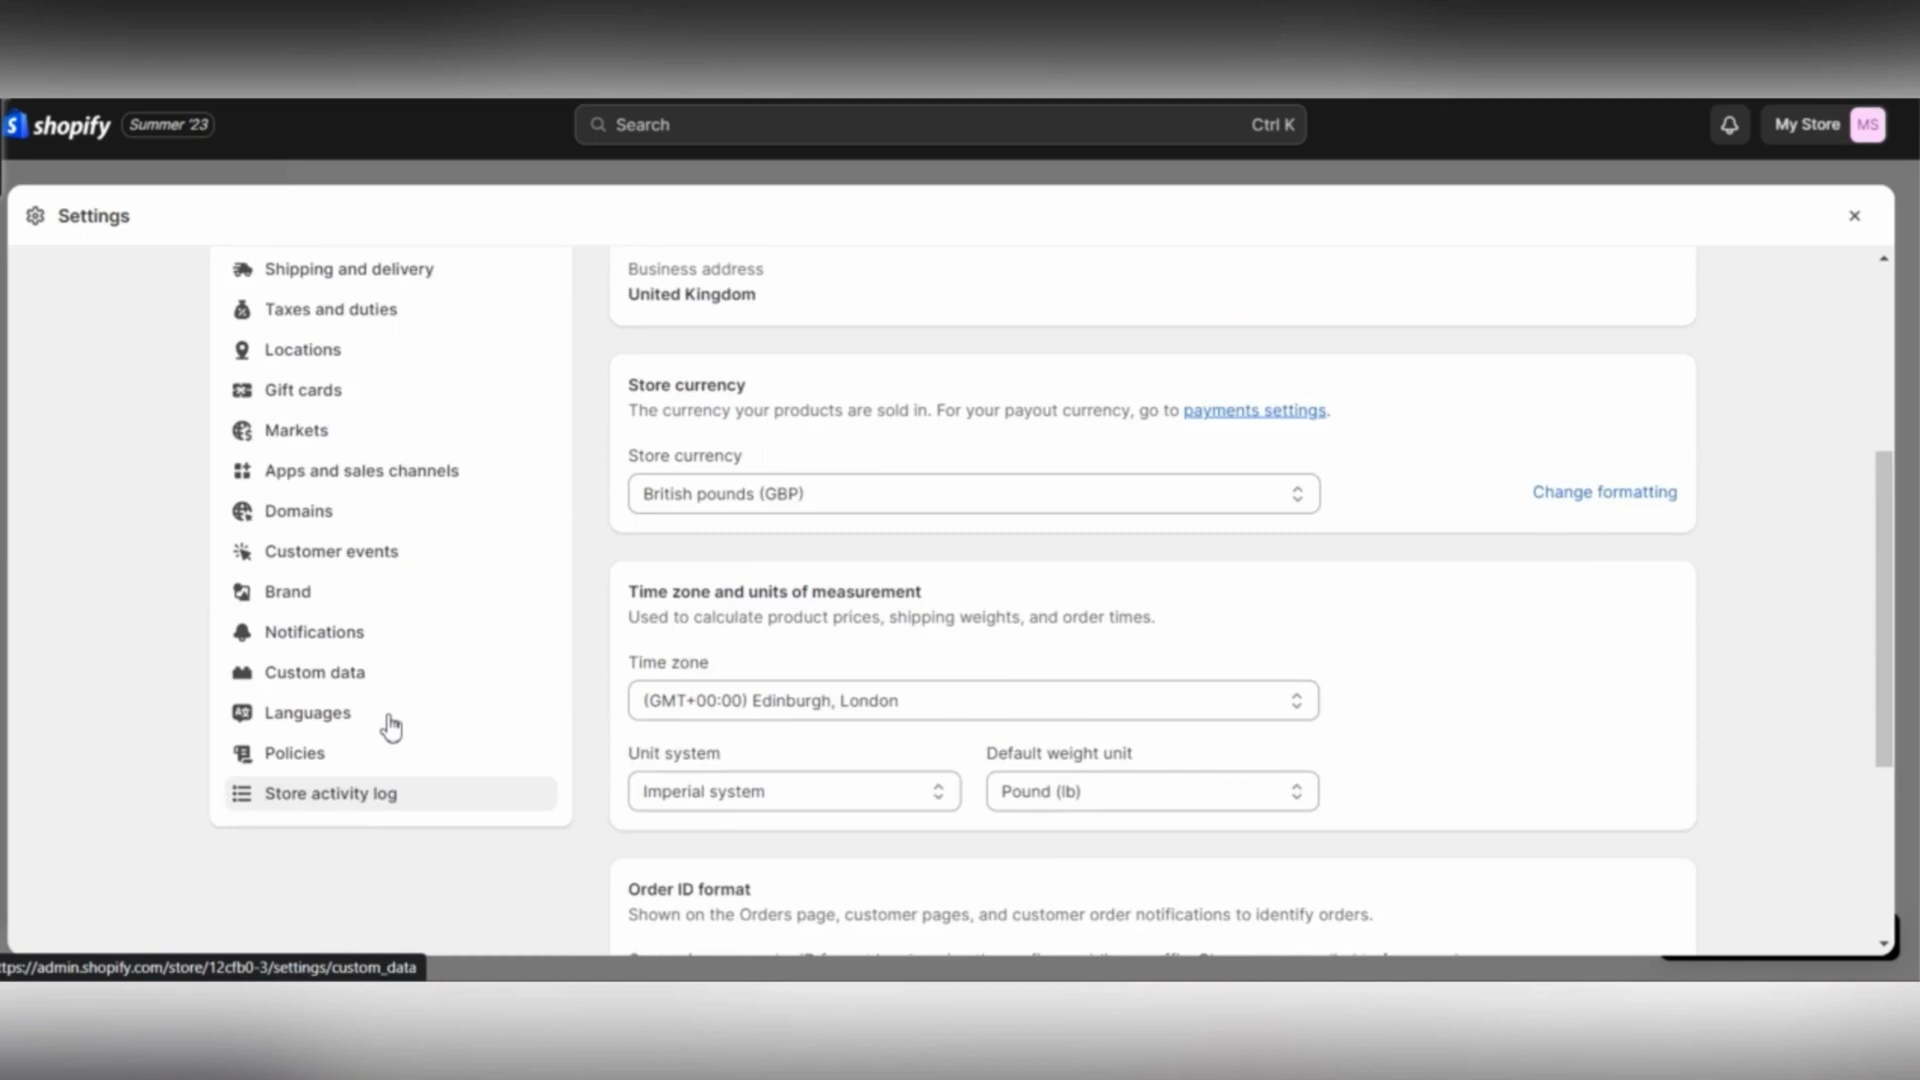 shopify Summer '23 Search Ctrl K My Store MS
Settings
Shipping and delivery
Taxes and duties
Locations
Gift cards
Markets
Apps and sales channels
Domains
Customer events
Brand
Notifications
Custom data
Languages
Policies
Store activity log
Business address
United Kingdom
Store currency
The currency your products are sold in. For your payout currency, go to payments settings.
Store currency
British pounds (GBP) Change formatting
Time zone and units of measurement
Used to calculate product prices, shipping weights, and order times.
Time zone
(GMT+00:00) Edinburgh, London
Unit system Default weight unit
Imperial system Pound (lb)
Order ID format
Shown on the Orders page, customer pages, and customer order notifications to identify orders.
ttps://admin.shopify.com/store/12cfb0-3/settings/custom_data